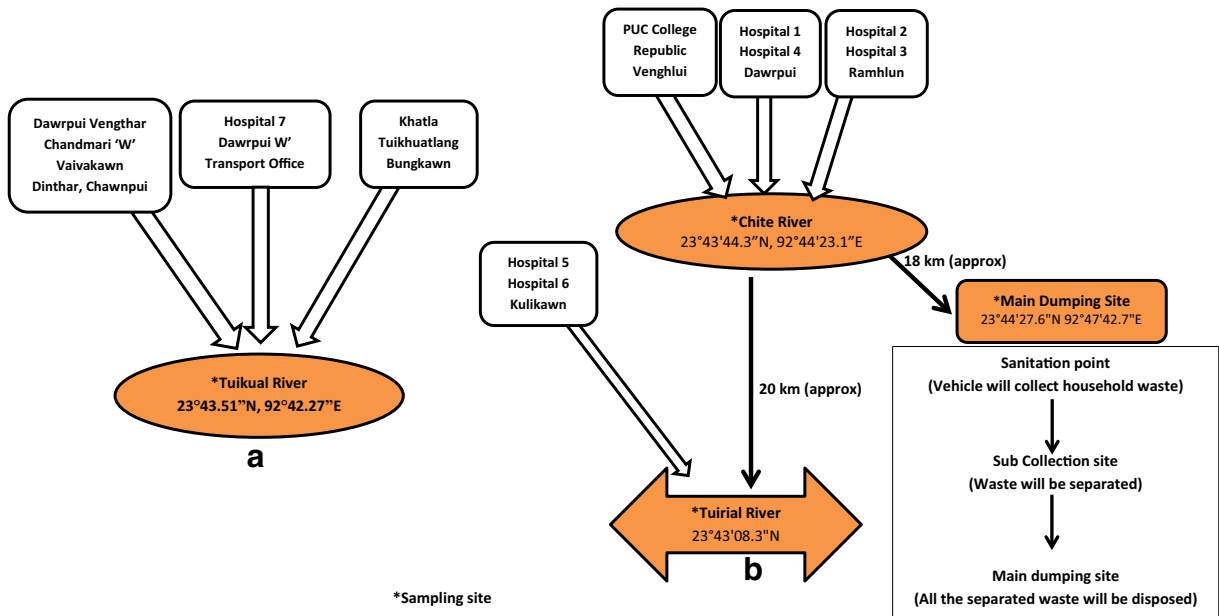 Dawrpui Vengthar
Chandmari ‘W’
Vaivakawn
Dinthar, Chawnpui
Hospital 7
Dawrpui W’
Transport Office
Khatla
Tuikhuatlang
Bungkawn
*Tuikual River
23°43.51”N, 92°42.27”E
a
PUC College
Republic
Venghlui
Hospital 1
Hospital 4
Dawrpui
Hospital 2
Hospital 3
Ramhlun
*Chite River
23°43'44.3”N, 92°44'23.1”E
18 km (approx)
*Main Dumping Site
23°44'27.6"N 92°47'42.7"E
Hospital 5
Hospital 6
Kulikawn
20 km (approx)
*Tuirial River
23°43'08.3"N
b
Sanitation point
(Vehicle will collect household waste)
Sub Collection site
(Waste will be separated)
Main dumping site
(All the separated waste will be disposed)
*Sampling site